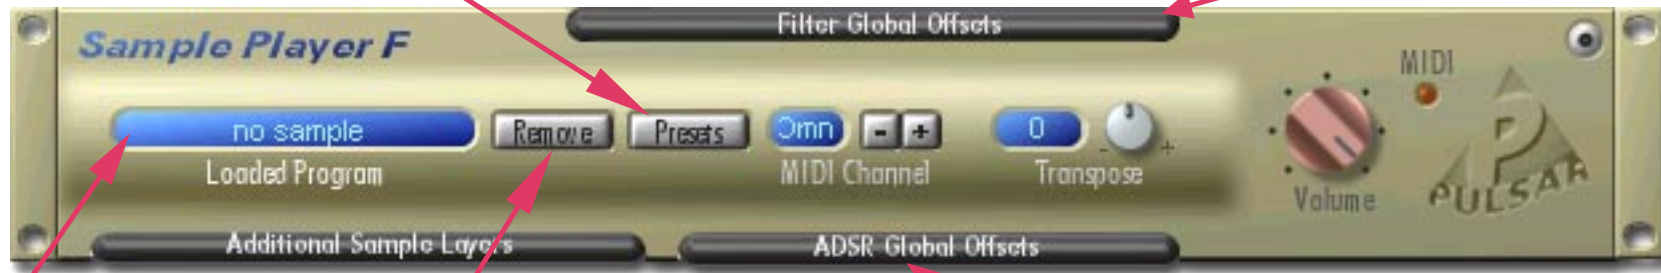 Filter Global Offsets
Sample Player F
MIDI
no sample
Remove
Presets
Omn
- +
0
- +
Loaded Program
MIDI Channel
Transpose
Volume
PULSAR
Additional Sample Layers
ADSR Global Offsets